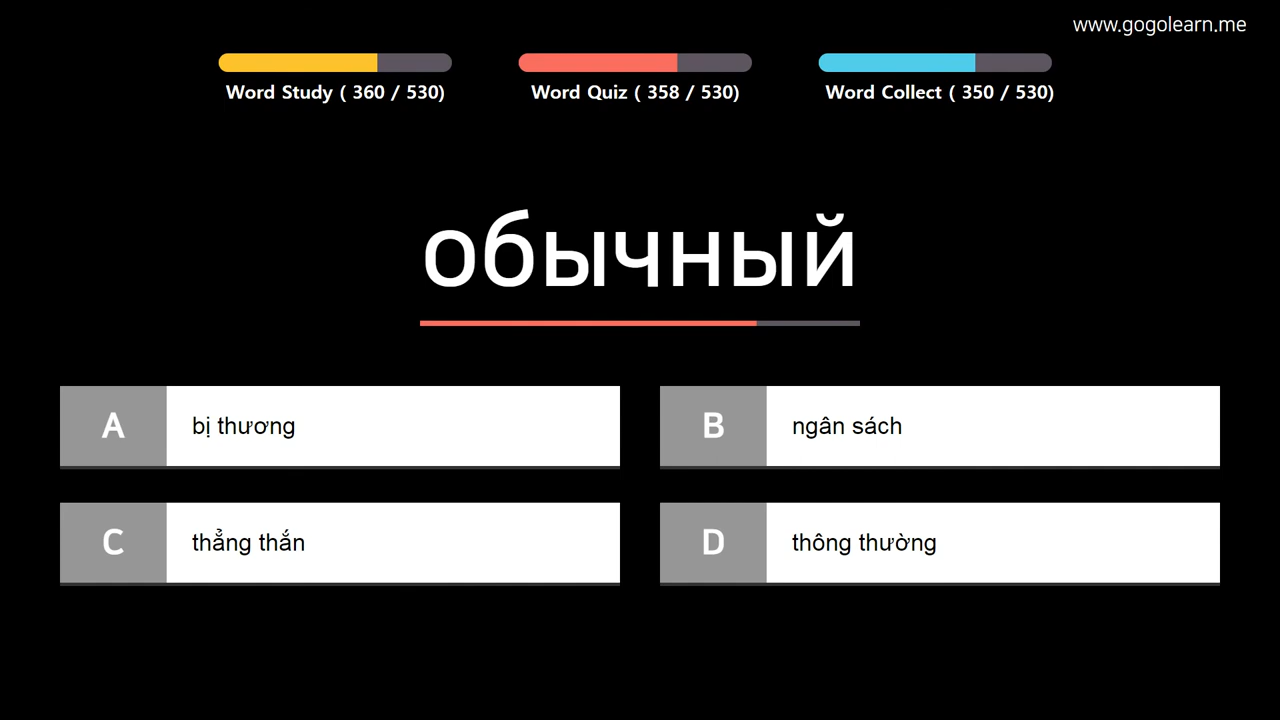 www.gogolearn.me
Word Study ( 360 / 530)
Word Quiz ( 358 / 530)
Word Collect ( 350 / 530)
обычный
A bị thương
B ngân sách
C thẳng thắn
D thông thường